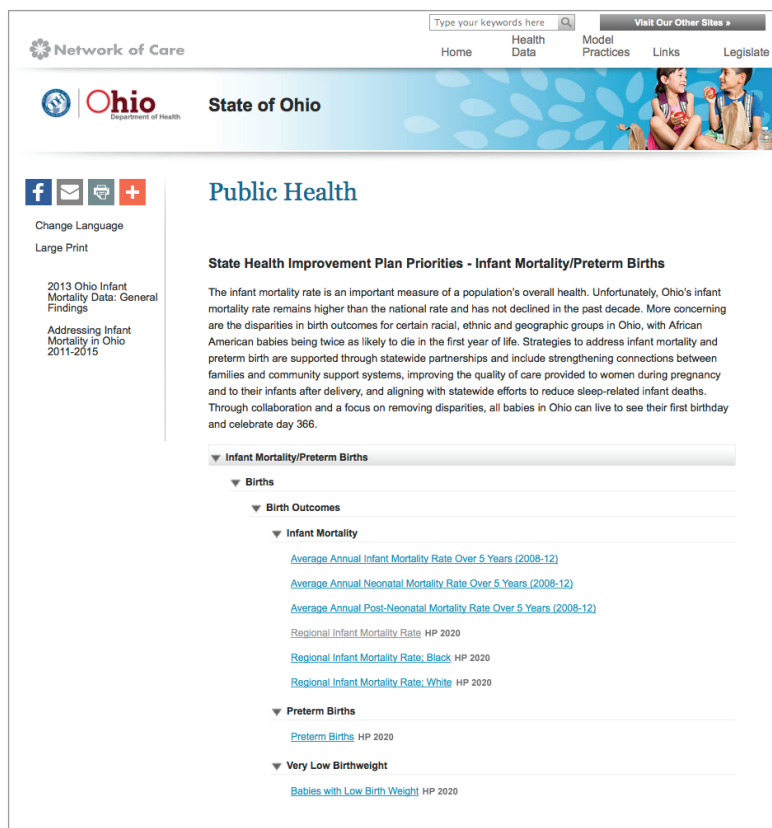 Type your keywords here
Visit Our Other Sites »
Network of Care
Home
Health
Data
Model
Practices
Links
Legislate
Ohio
Department of Health
State of Ohio
Public Health
Change Language
Large Print
2013 Ohio Infant
Mortality Data: General
Findings
Addressing Infant
Mortality in Ohio
2011-2015
State Health Improvement Plan Priorities - Infant Mortality/Preterm Births
The infant mortality rate is an important measure of a population's overall health. Unfortunately, Ohio's infant
mortality rate remains higher than the national rate and has not declined in the past decade. More concerning
are the disparities in birth outcomes for certain racial, ethnic and geographic groups in Ohio, with African
American babies being twice as likely to die in the first year of life. Strategies to address infant mortality and
preterm birth are supported through statewide partnerships and include strengthening connections between
families and community support systems, improving the quality of care provided to women during pregnancy
and to their infants after delivery, and aligning with statewide efforts to reduce sleep-related infant deaths.
Through collaboration and a focus on removing disparities, all babies in Ohio can live to see their first birthday
and celebrate day 366.
Infant Mortality/Preterm Births
Births
Birth Outcomes
Infant Mortality
Average Annual Infant Mortality Rate Over 5 Years (2008-12)
Average Annual Neonatal Mortality Rate Over 5 Years (2008-12)
Average Annual Post-Neonatal Mortality Rate Over 5 Years (2008-12)
Regional Infant Mortality Rate HP 2020
Regional Infant Mortality Rate; Black HP 2020
Regional Infant Mortality Rate; White HP 2020
Preterm Births
Preterm Births HP 2020
Very Low Birthweight
Babies with Low Birth Weight HP 2020